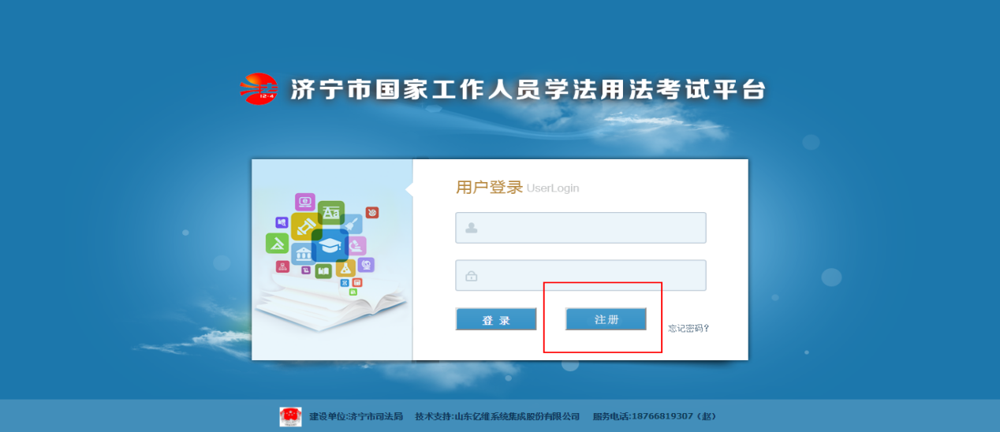 12-4
济宁市国家工作人员学法用法考试平台
用户登录 UserLogin
登 录
注册
忘记密码?
建设单位:济宁市司法局 技术支持:山东亿维系统集成股份有限公司 服务电话:18766819307（赵）